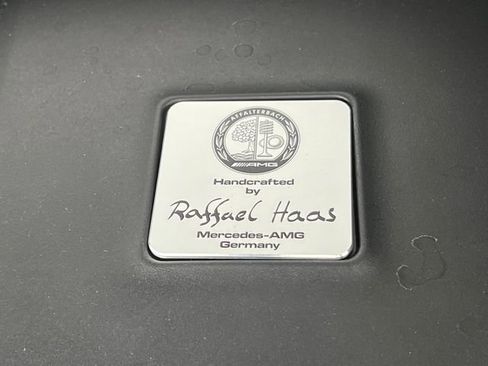 AFFALTERBACH
AMG
Handcrafted
by
Raffael Haas
Mercedes-AMG
Germany